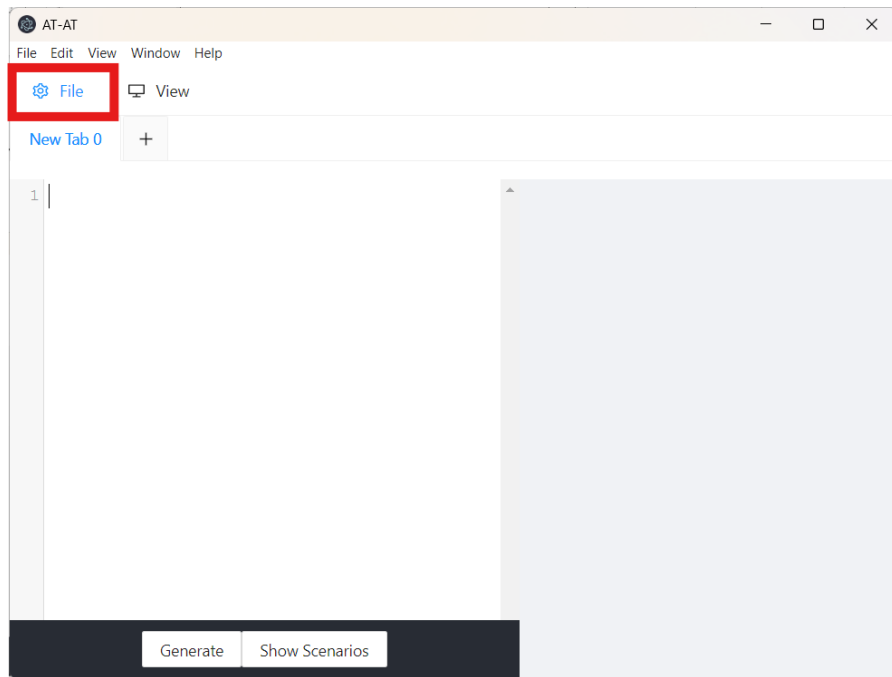 AT-AT
File Edit View Window Help
File View
New Tab 0 +
1
Generate Show Scenarios